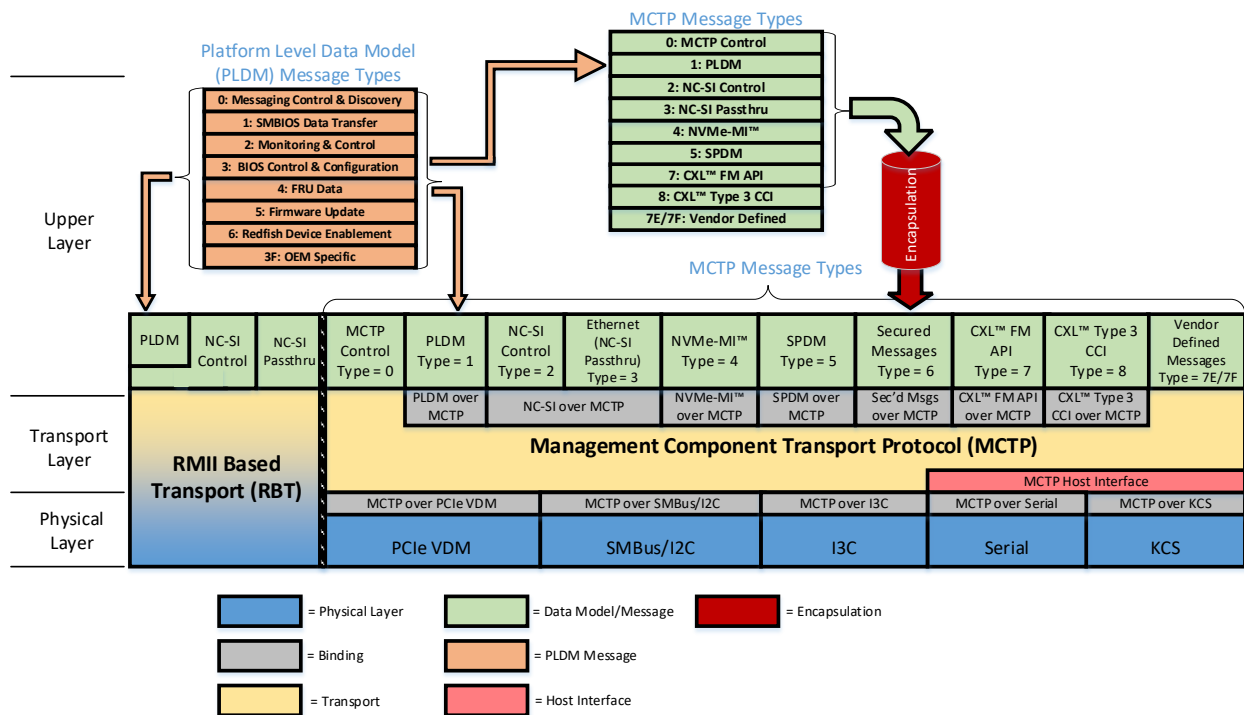 MCTP Message Types
0: MCTP Control
1: PLDM
2: NC-SI Control
3: NC-SI Passthru
4: NVMe-MI™
5: SPDM
7: CXL™ FM API
8: CXL™ Type 3 CCI
7E/7F: Vendor Defined
Platform Level Data Model
(PLDM) Message Types
0: Messaging Control & Discovery
1: SMBIOS Data Transfer
2: Monitoring & Control
3: BIOS Control & Configuration
4: FRU Data
5: Firmware Update
6: Redfish Device Enablement
3F: OEM Specific
Encapsulation
Upper
Layer
MCTP Message Types
PLDM
NC-SI
Control
NC-SI
Passthru
MCTP
Control
Type = 0
PLDM
Type = 1
NC-SI
Control
Type = 2
Ethernet
(NC-SI
Passthru)
Type = 3
NVMe-MI™
Type = 4
SPDM
Type = 5
Secured
Messages
Type = 6
CXL™ FM
API
Type = 7
CXL™ Type 3
CCI
Type = 8
Vendor
Defined
Messages
Type = 7E/7F
PLDM over
MCTP
NC-SI over MCTP
NVMe-MI™
over MCTP
SPDM over
MCTP
Sec'd Msgs
over MCTP
CXL™ FM API
over MCTP
CXL™ Type 3
CCI over MCTP
Transport
Layer
RMII Based
Transport (RBT)
Management Component Transport Protocol (MCTP)
MCTP Host Interface
Physical
Layer
MCTP over PCIe VDM
MCTP over SMBus/I2C
MCTP over I3C
MCTP over Serial
MCTP over KCS
PCIe VDM
SMBus/I2C
I3C
Serial
KCS
= Physical Layer
= Data Model/Message
= Encapsulation
= Binding
= PLDM Message
= Transport
= Host Interface